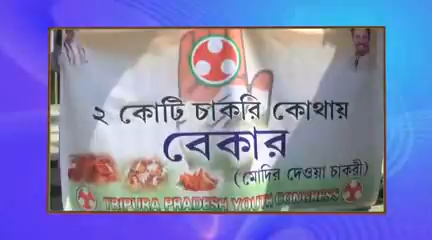 ২ কোটি চাকরি কোথায়
বেকার
(মোদির দেওয়া চাকরী)
TRIPURA PRADESH YOUTH CONGRESS